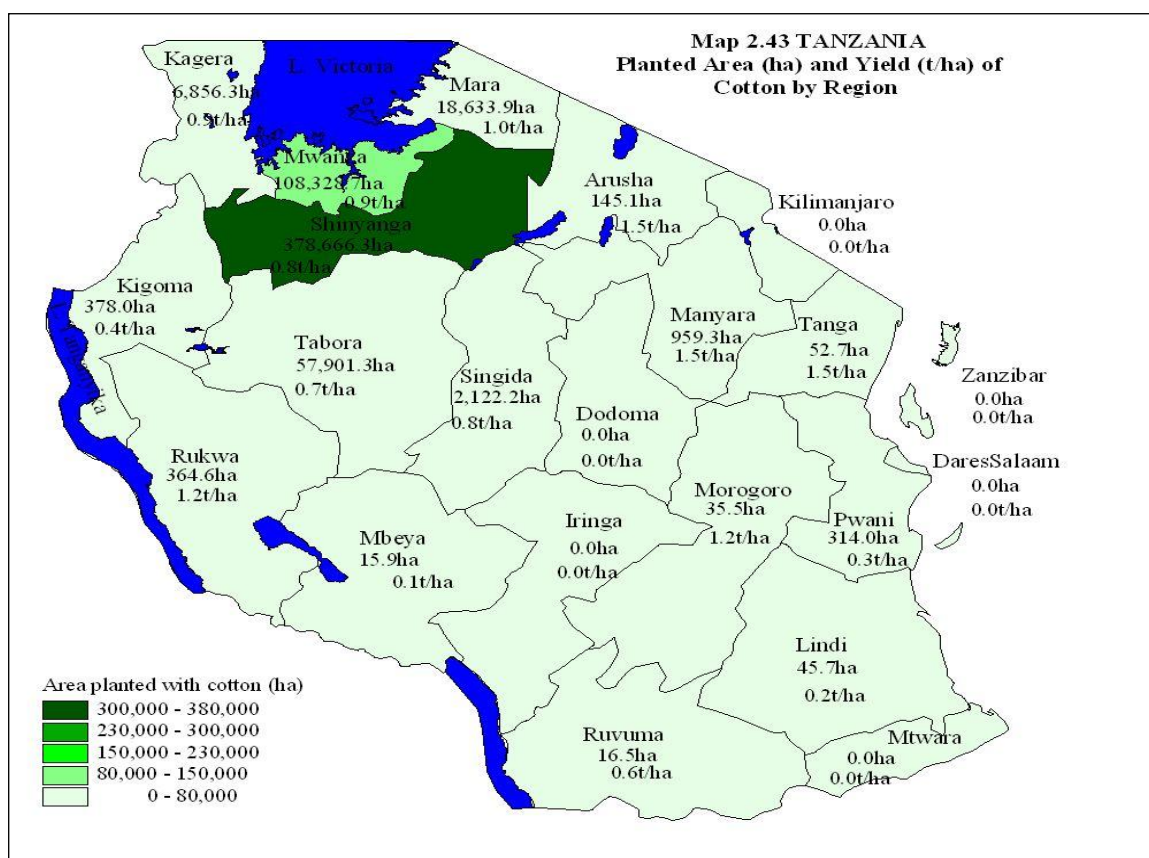 Map 2.43 TANZANIA
Planted Area (ha) and Yield (t/ha) of
Cotton by Region
Kagera
6,856.3ha
0.9t/ha
L. Victoria
Mara
18,633.9ha
1.0t/ha
Mwanza
108,328.7ha
0.9t/ha
Shinyanga
378,666.3ha
0.8t/ha
Arusha
145.1ha
1.5t/ha
Kilimanjaro
0.0ha
0.0t/ha
Kigoma
378.0ha
0.4t/ha
Tabora
57,901.3ha
0.7t/ha
Singida
2,122.2ha
0.8t/ha
Manyara
959.3ha
1.5t/ha
Tanga
52.7ha
1.5t/ha
Zanzibar
0.0ha
0.0t/ha
Dodoma
0.0ha
0.0t/ha
DaresSalaam
0.0ha
0.0t/ha
Rukwa
364.6ha
1.2t/ha
Morogoro
35.5ha
1.2t/ha
Pwani
314.0ha
0.3t/ha
Iringa
0.0ha
0.0t/ha
Mbeya
15.9ha
0.1t/ha
Lindi
45.7ha
0.2t/ha
Ruvuma
16.5ha
0.6t/ha
Mtwara
0.0ha
0.0t/ha
Area planted with cotton (ha)
300,000 - 380,000
230,000 - 300,000
150,000 - 230,000
80,000 - 150,000
0 - 80,000